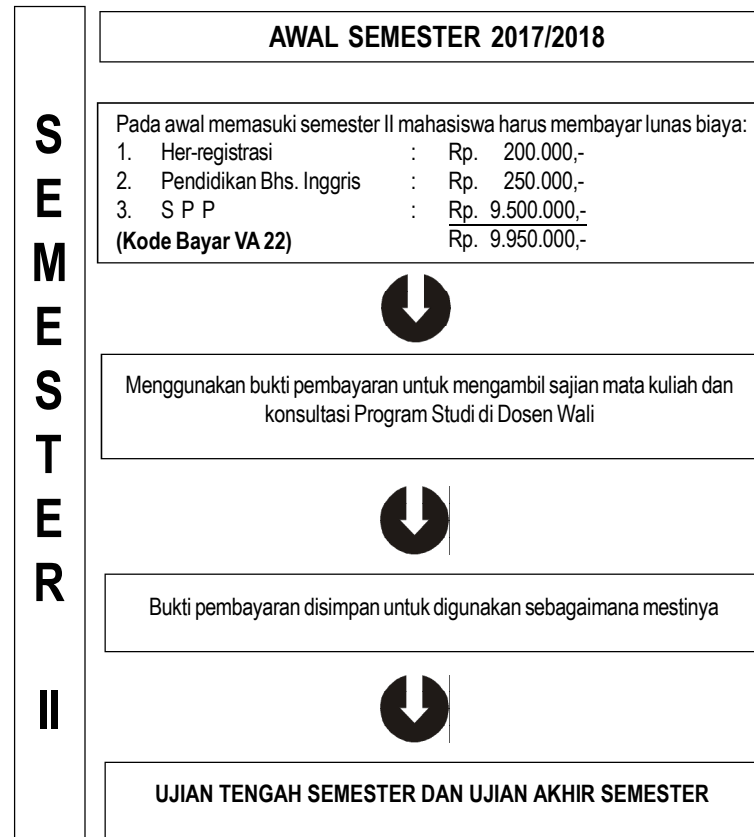 SEMESTER II
AWAL SEMESTER 2017/2018
Pada awal memasuki semester II mahasiswa harus membayar lunas biaya:
1. Her-registrasi : Rp. 200.000,-
2. Pendidikan Bhs. Inggris : Rp. 250.000,-
3. S P P : Rp. 9.500.000,-
(Kode Bayar VA 22) Rp. 9.950.000,-
Menggunakan bukti pembayaran untuk mengambil sajian mata kuliah dan
konsultasi Program Studi di Dosen Wali
Bukti pembayaran disimpan untuk digunakan sebagaimana mestinya
UJIAN TENGAH SEMESTER DAN UJIAN AKHIR SEMESTER